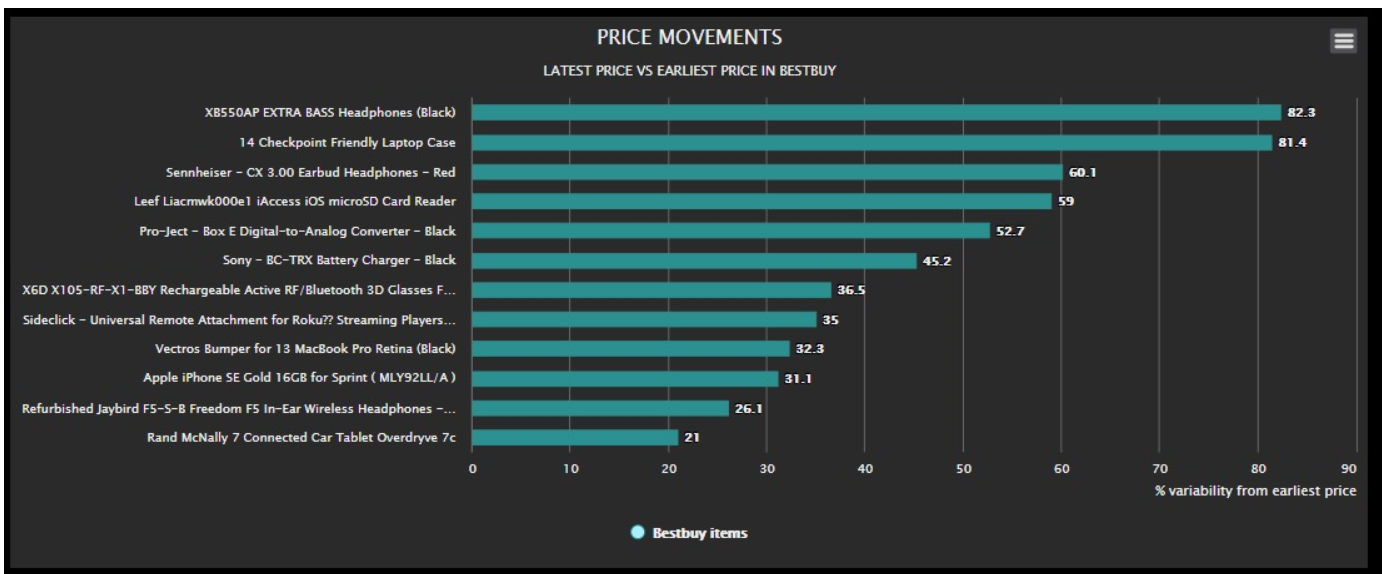 PRICE MOVEMENTS
LATEST PRICE VS EARLIEST PRICE IN BESTBUY
XB550AP EXTRA BASS Headphones (Black) 82.3
14 Checkpoint Friendly Laptop Case 81.4
Sennheiser - CX 3.00 Earbud Headphones - Red 60.1
Leef Liacmwk000e1 iAccess iOS microSD Card Reader 59
Pro-Ject - Box E Digital-to-Analog Converter - Black 52.7
Sony - BC-TRX Battery Charger - Black 45.2
X6D X105-RF-X1-BBY Rechargeable Active RF/Bluetooth 3D Glasses F... 36.5
Sideclick - Universal Remote Attachment for Roku?? Streaming Players... 35
Vectros Bumper for 13 MacBook Pro Retina (Black) 32.3
Apple iPhone SE Gold 16GB for Sprint ( MLY92LL/A ) 31.1
Refurbished Jaybird F5-S-B Freedom F5 In-Ear Wireless Headphones -... 26.1
Rand McNally 7 Connected Car Tablet Overdryve 7c 21
0 10 20 30 40 50 60 70 80 90
% variability from earliest price
Bestbuy items